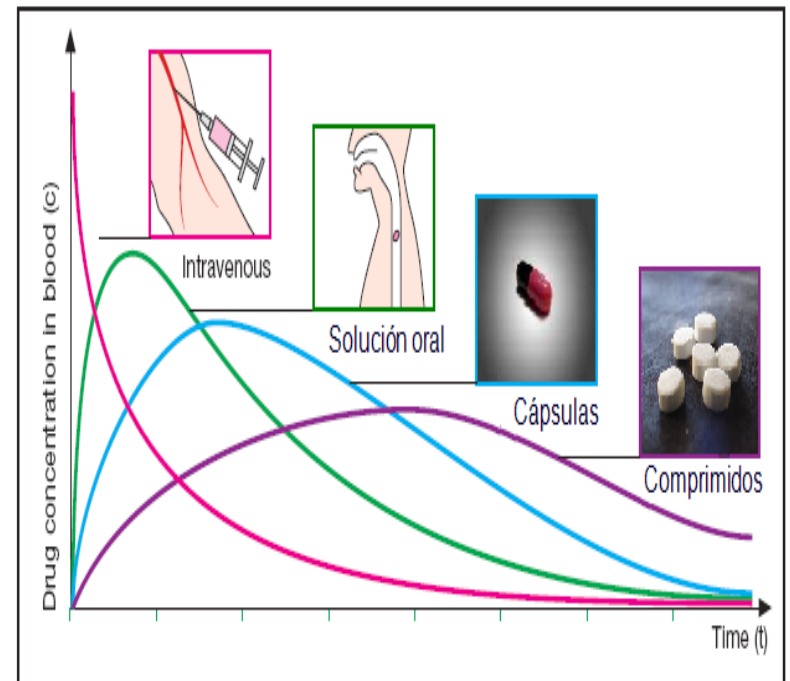 Drug concentration in blood (c)
Intravenous
Solución oral
Cápsulas
Comprimidos
Time (t)